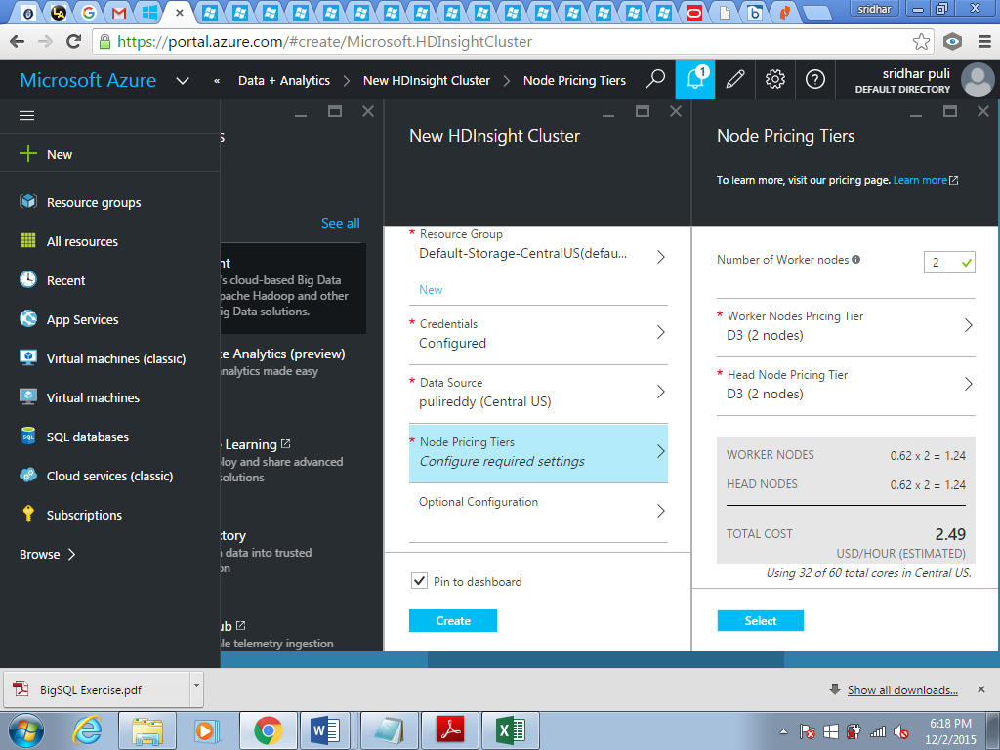 sridhar
https://portal.azure.com/#create/Microsoft.HDInsightCluster
Microsoft Azure
« Data + Analytics > New HDInsight Cluster > Node Pricing Tiers
1
sridhar puli
DEFAULT DIRECTORY
New
Resource groups
All resources
Recent
App Services
Virtual machines (classic)
Virtual machines
SQL databases
Cloud services (classic)
Subscriptions
Browse
s
See all
nt
's cloud-based Big Data
pache Hadoop and other
ig Data solutions.
e Analytics (preview)
nalytics made easy
Learning
loy and share advanced
solutions
tory
data into trusted
on
ub
le telemetry ingestion
New HDInsight Cluster
* Resource Group
Default-Storage-CentralUS(defau...
New
* Credentials
Configured
* Data Source
pulireddy (Central US)
* Node Pricing Tiers
Configure required settings
Optional Configuration
Pin to dashboard
Create
Node Pricing Tiers
To learn more, visit our pricing page. Learn more
Number of Worker nodes
2
* Worker Nodes Pricing Tier
D3 (2 nodes)
* Head Node Pricing Tier
D3 (2 nodes)
WORKER NODES 0.62 x 2 = 1.24
HEAD NODES 0.62 x 2 = 1.24
TOTAL COST 2.49
USD/HOUR (ESTIMATED)
Using 32 of 60 total cores in Central US.
Select
BigSQL Exercise.pdf
Show all downloads...
6:18 PM
12/2/2015